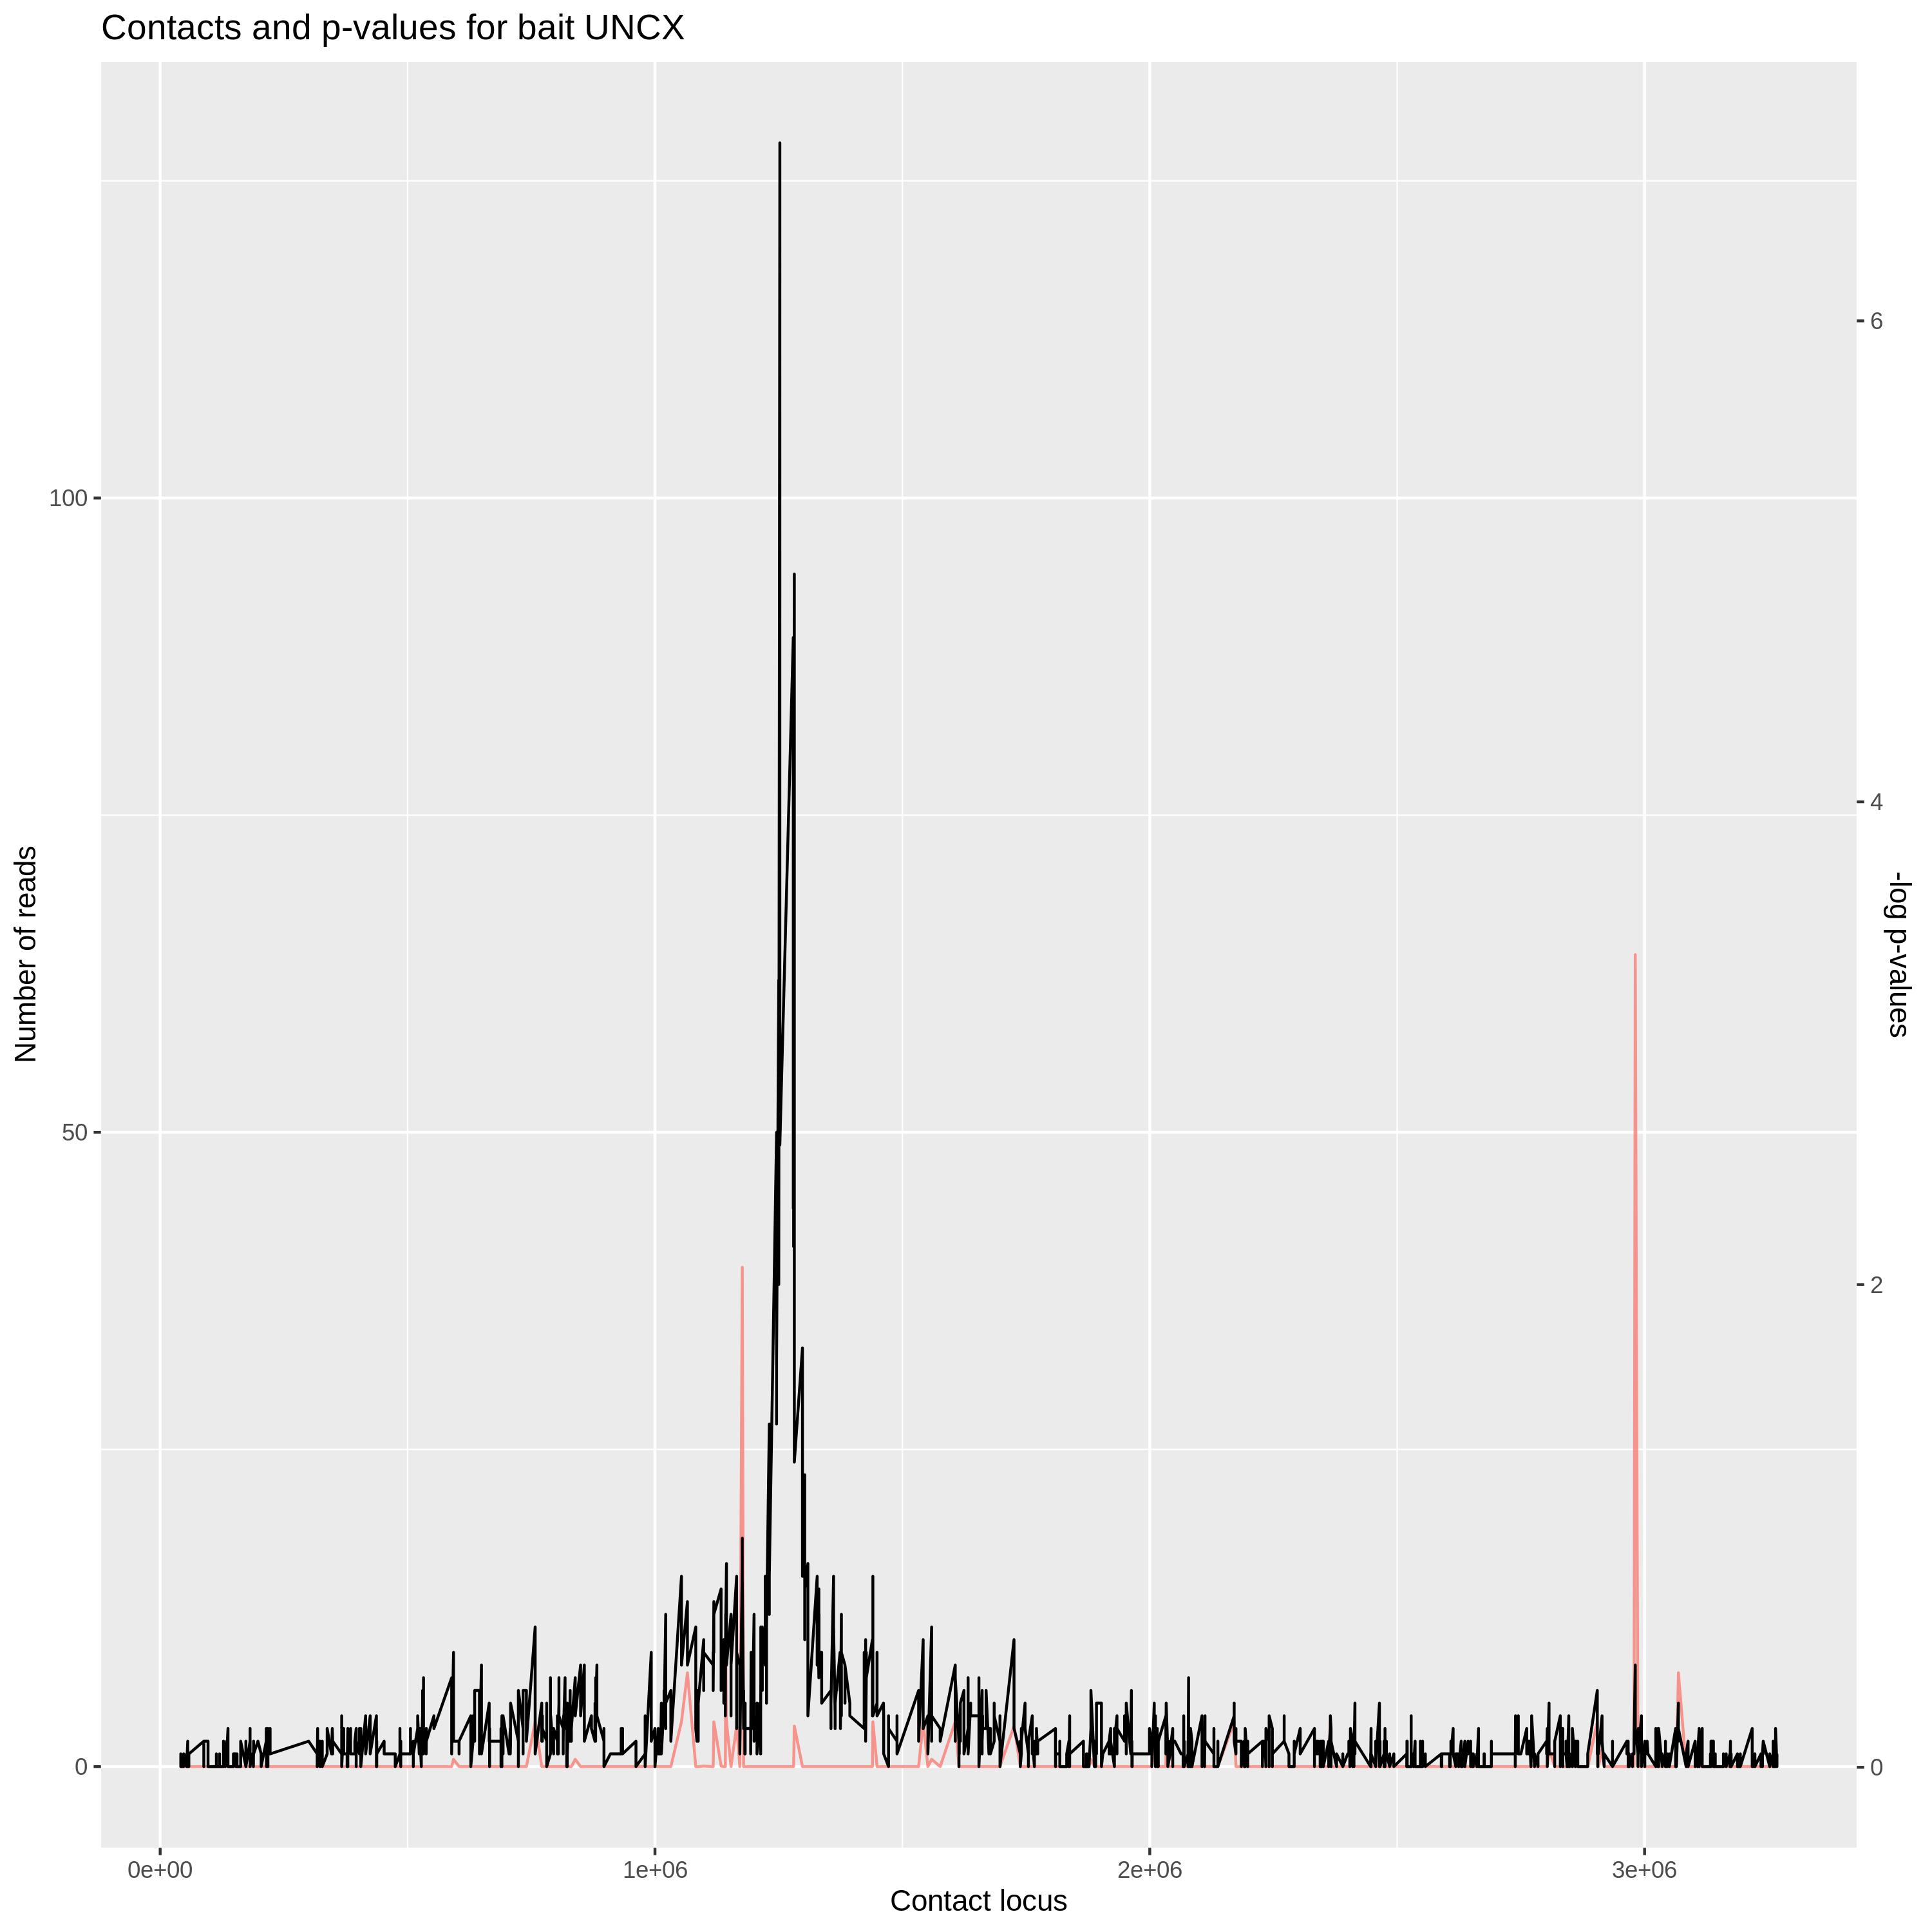 Contacts and p-values for bait UNCX
Number of reads
100
50
0
6
4
2
0
-log p-values
0e+00 1e+06 2e+06 3e+06
Contact locus